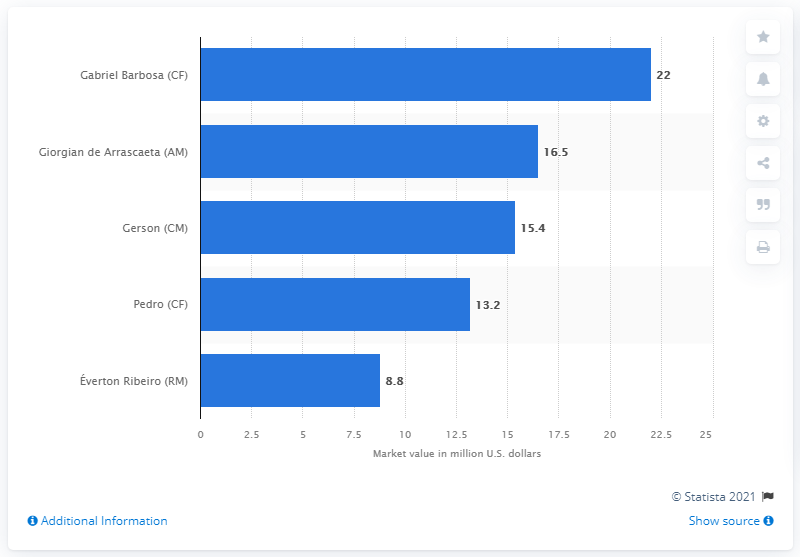 Gabriel Barbosa (CF)
22
Giorgian de Arrascaeta (AM)
16.5
Gerson (CM)
15.4
Pedro (CF)
13.2
Éverton Ribeiro (RM)
8.8
0 2.5 5 7.5 10 12.5 15 17.5 20 22.5 25
Market value in million U.S. dollars
© Statista 2021
Additional Information
Show source